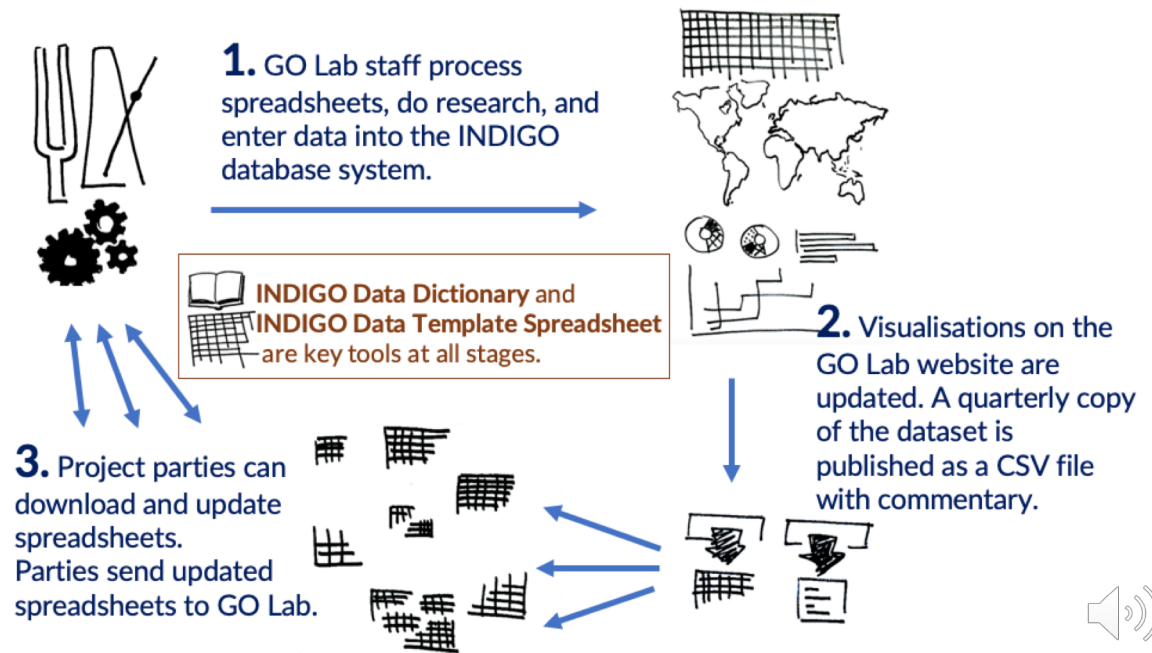 1. GO Lab staff process
spreadsheets, do research, and
enter data into the INDIGO
database system.
INDIGO Data Dictionary and
INDIGO Data Template Spreadsheet
are key tools at all stages.
2. Visualisations on the
GO Lab website are
updated. A quarterly copy
of the dataset is
published as a CSV file
with commentary.
3. Project parties can
download and update
spreadsheets.
Parties send updated
spreadsheets to GO Lab.